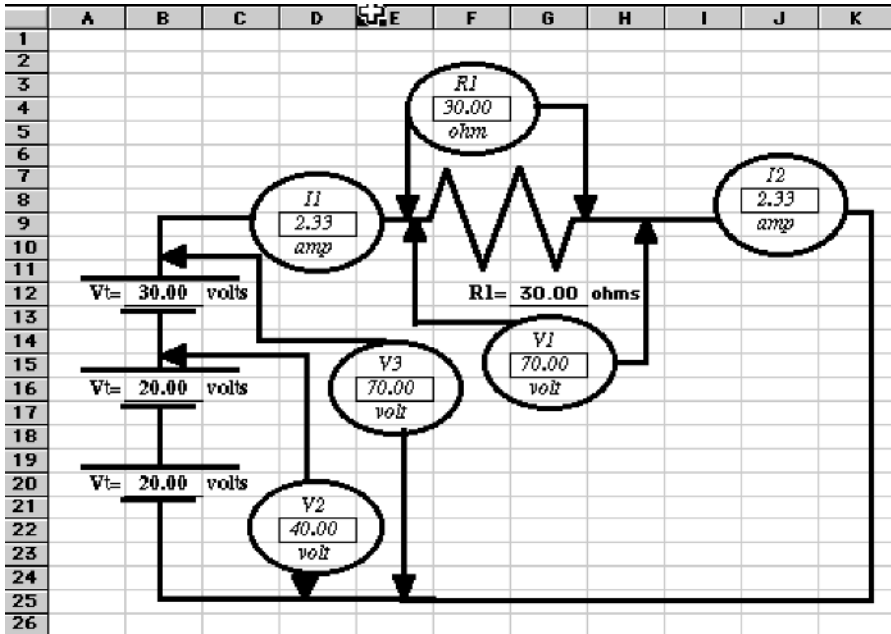 A B C D E F G H I J K
1
2
3 R1
4 30.00
5 ohm
6
7 I1 I2
8 2.33
9 2.33 amp
10 amp
11
12 Vt= 30.00 volts R1= 30.00 ohms
13
14 V1
15 V3 70.00
16 Vt= 20.00 volts 70.00 volt
17 volt
18
19
20 Vt= 20.00 volts
21 V2
22 40.00
23 volt
24
25
26